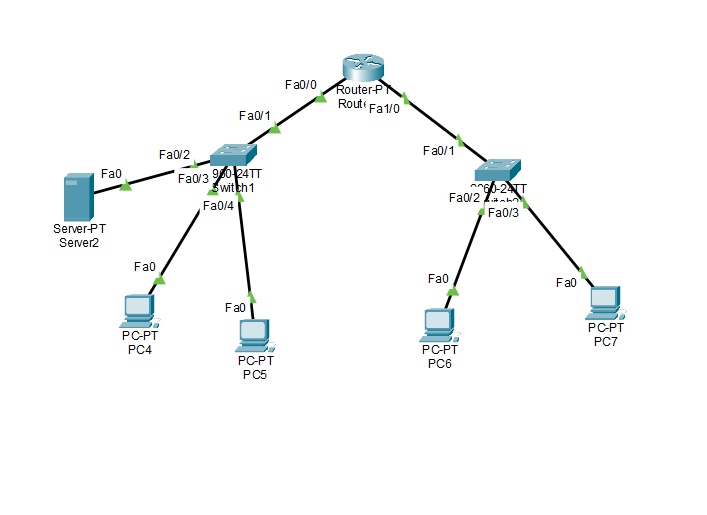 Fa0/0
Router-PT
Fa1/0
Fa0/1
Fa0/1
Fa0/2
Fa0
Fa0/3
Switch1
Fa0/4
Server-PT
Server2
Fa0/2
Fa0/3
Fa0
PC-PT
PC4
Fa0
PC-PT
PC5
Fa0
PC-PT
PC6
Fa0
PC-PT
PC7